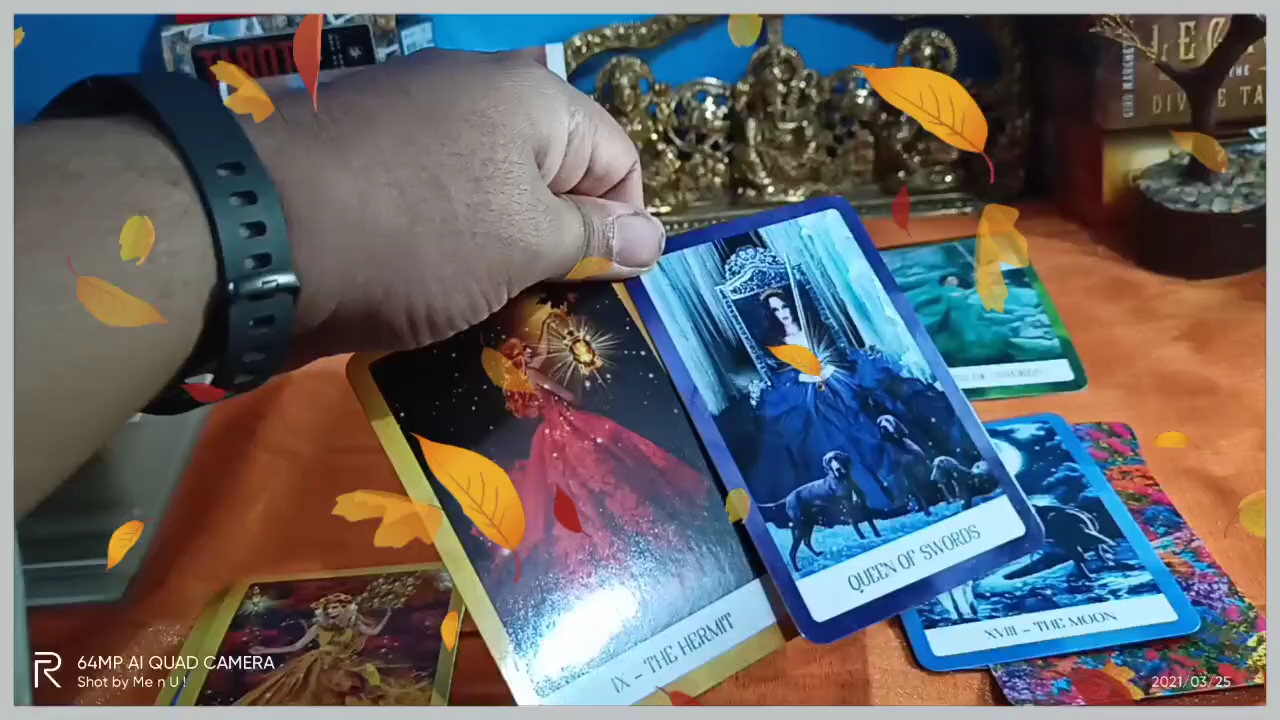 TAROT
QUEEN OF SWORDS
IX - THE HERMIT
XVIII - THE MOON
R
64MP AI QUAD CAMERA
Shot by Me n U !
2021/03/25